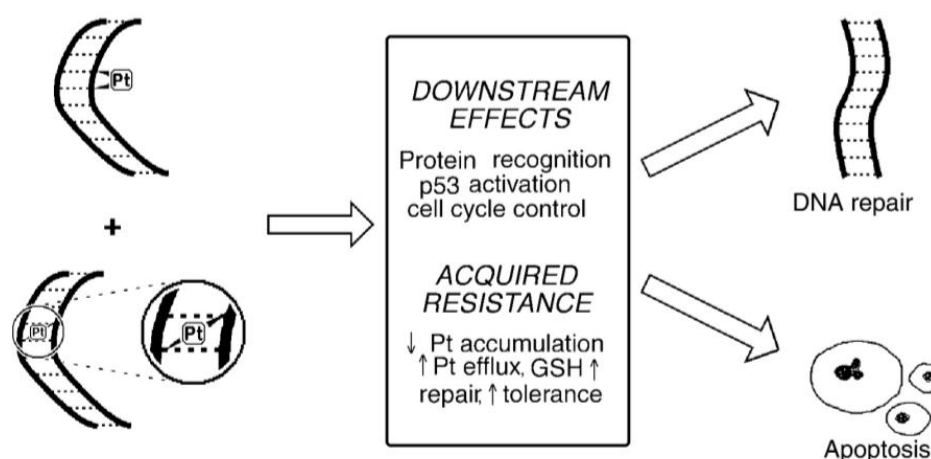 Pt
+
Pt
Pt
DOWNSTREAM
EFFECTS
Protein recognition
p53 activation
cell cycle control
ACQUIRED
RESISTANCE
↓ Pt accumulation
↑ Pt efflux, GSH ↑
repair, ↑ tolerance
DNA repair
Apoptosis